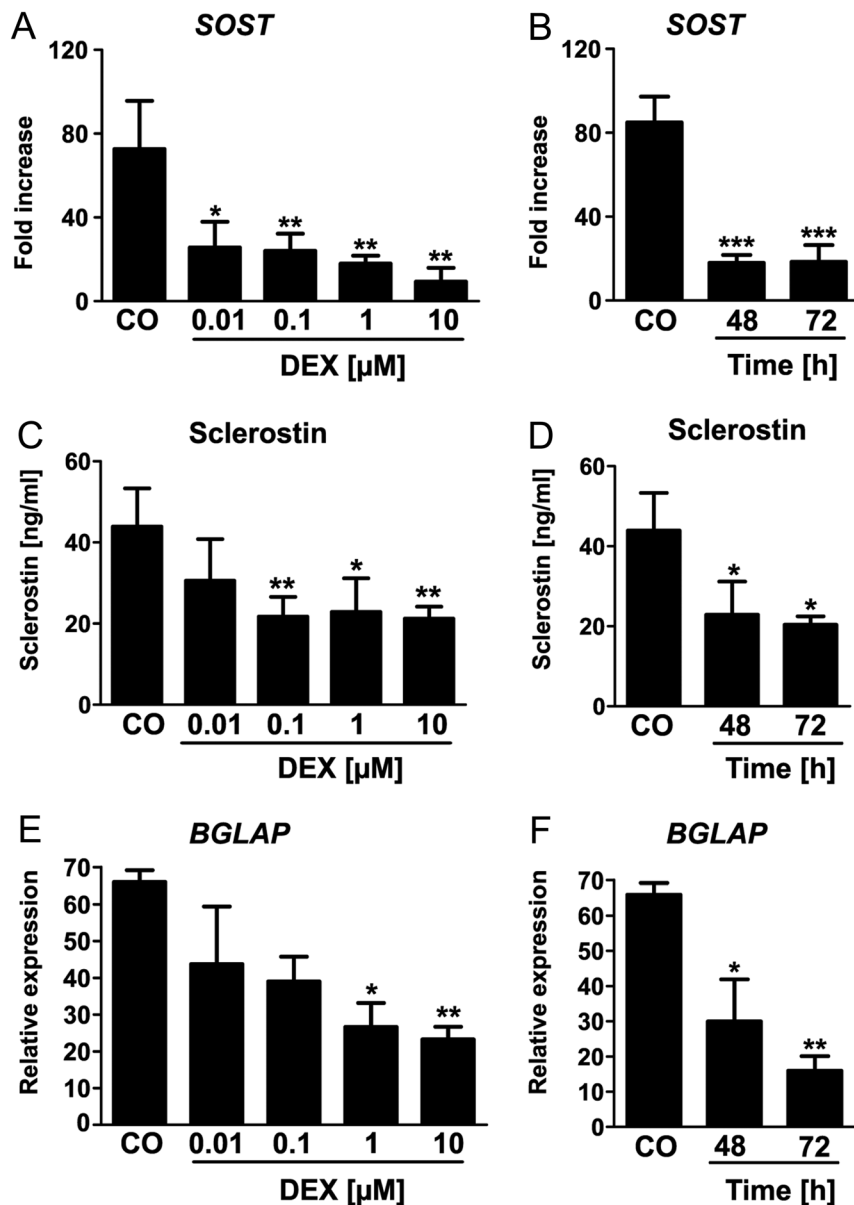 A
SOST
Fold increase
120
80
40
0
*
**
**
**
CO 0.01 0.1 1 10
DEX [µM]
B
SOST
Fold increase
120
80
40
0
***
***
CO 48 72
Time [h]
C
Sclerostin
Sclerostin [ng/ml]
60
40
20
0
**
*
**
CO 0.01 0.1 1 10
DEX [µM]
D
Sclerostin
Sclerostin [ng/ml]
60
40
20
0
*
*
CO 48 72
Time [h]
E
BGLAP
Relative expression
70
60
50
40
30
20
10
0
*
**
CO 0.01 0.1 1 10
DEX [µM]
F
BGLAP
Relative expression
70
60
50
40
30
20
10
0
*
**
CO 48 72
Time [h]